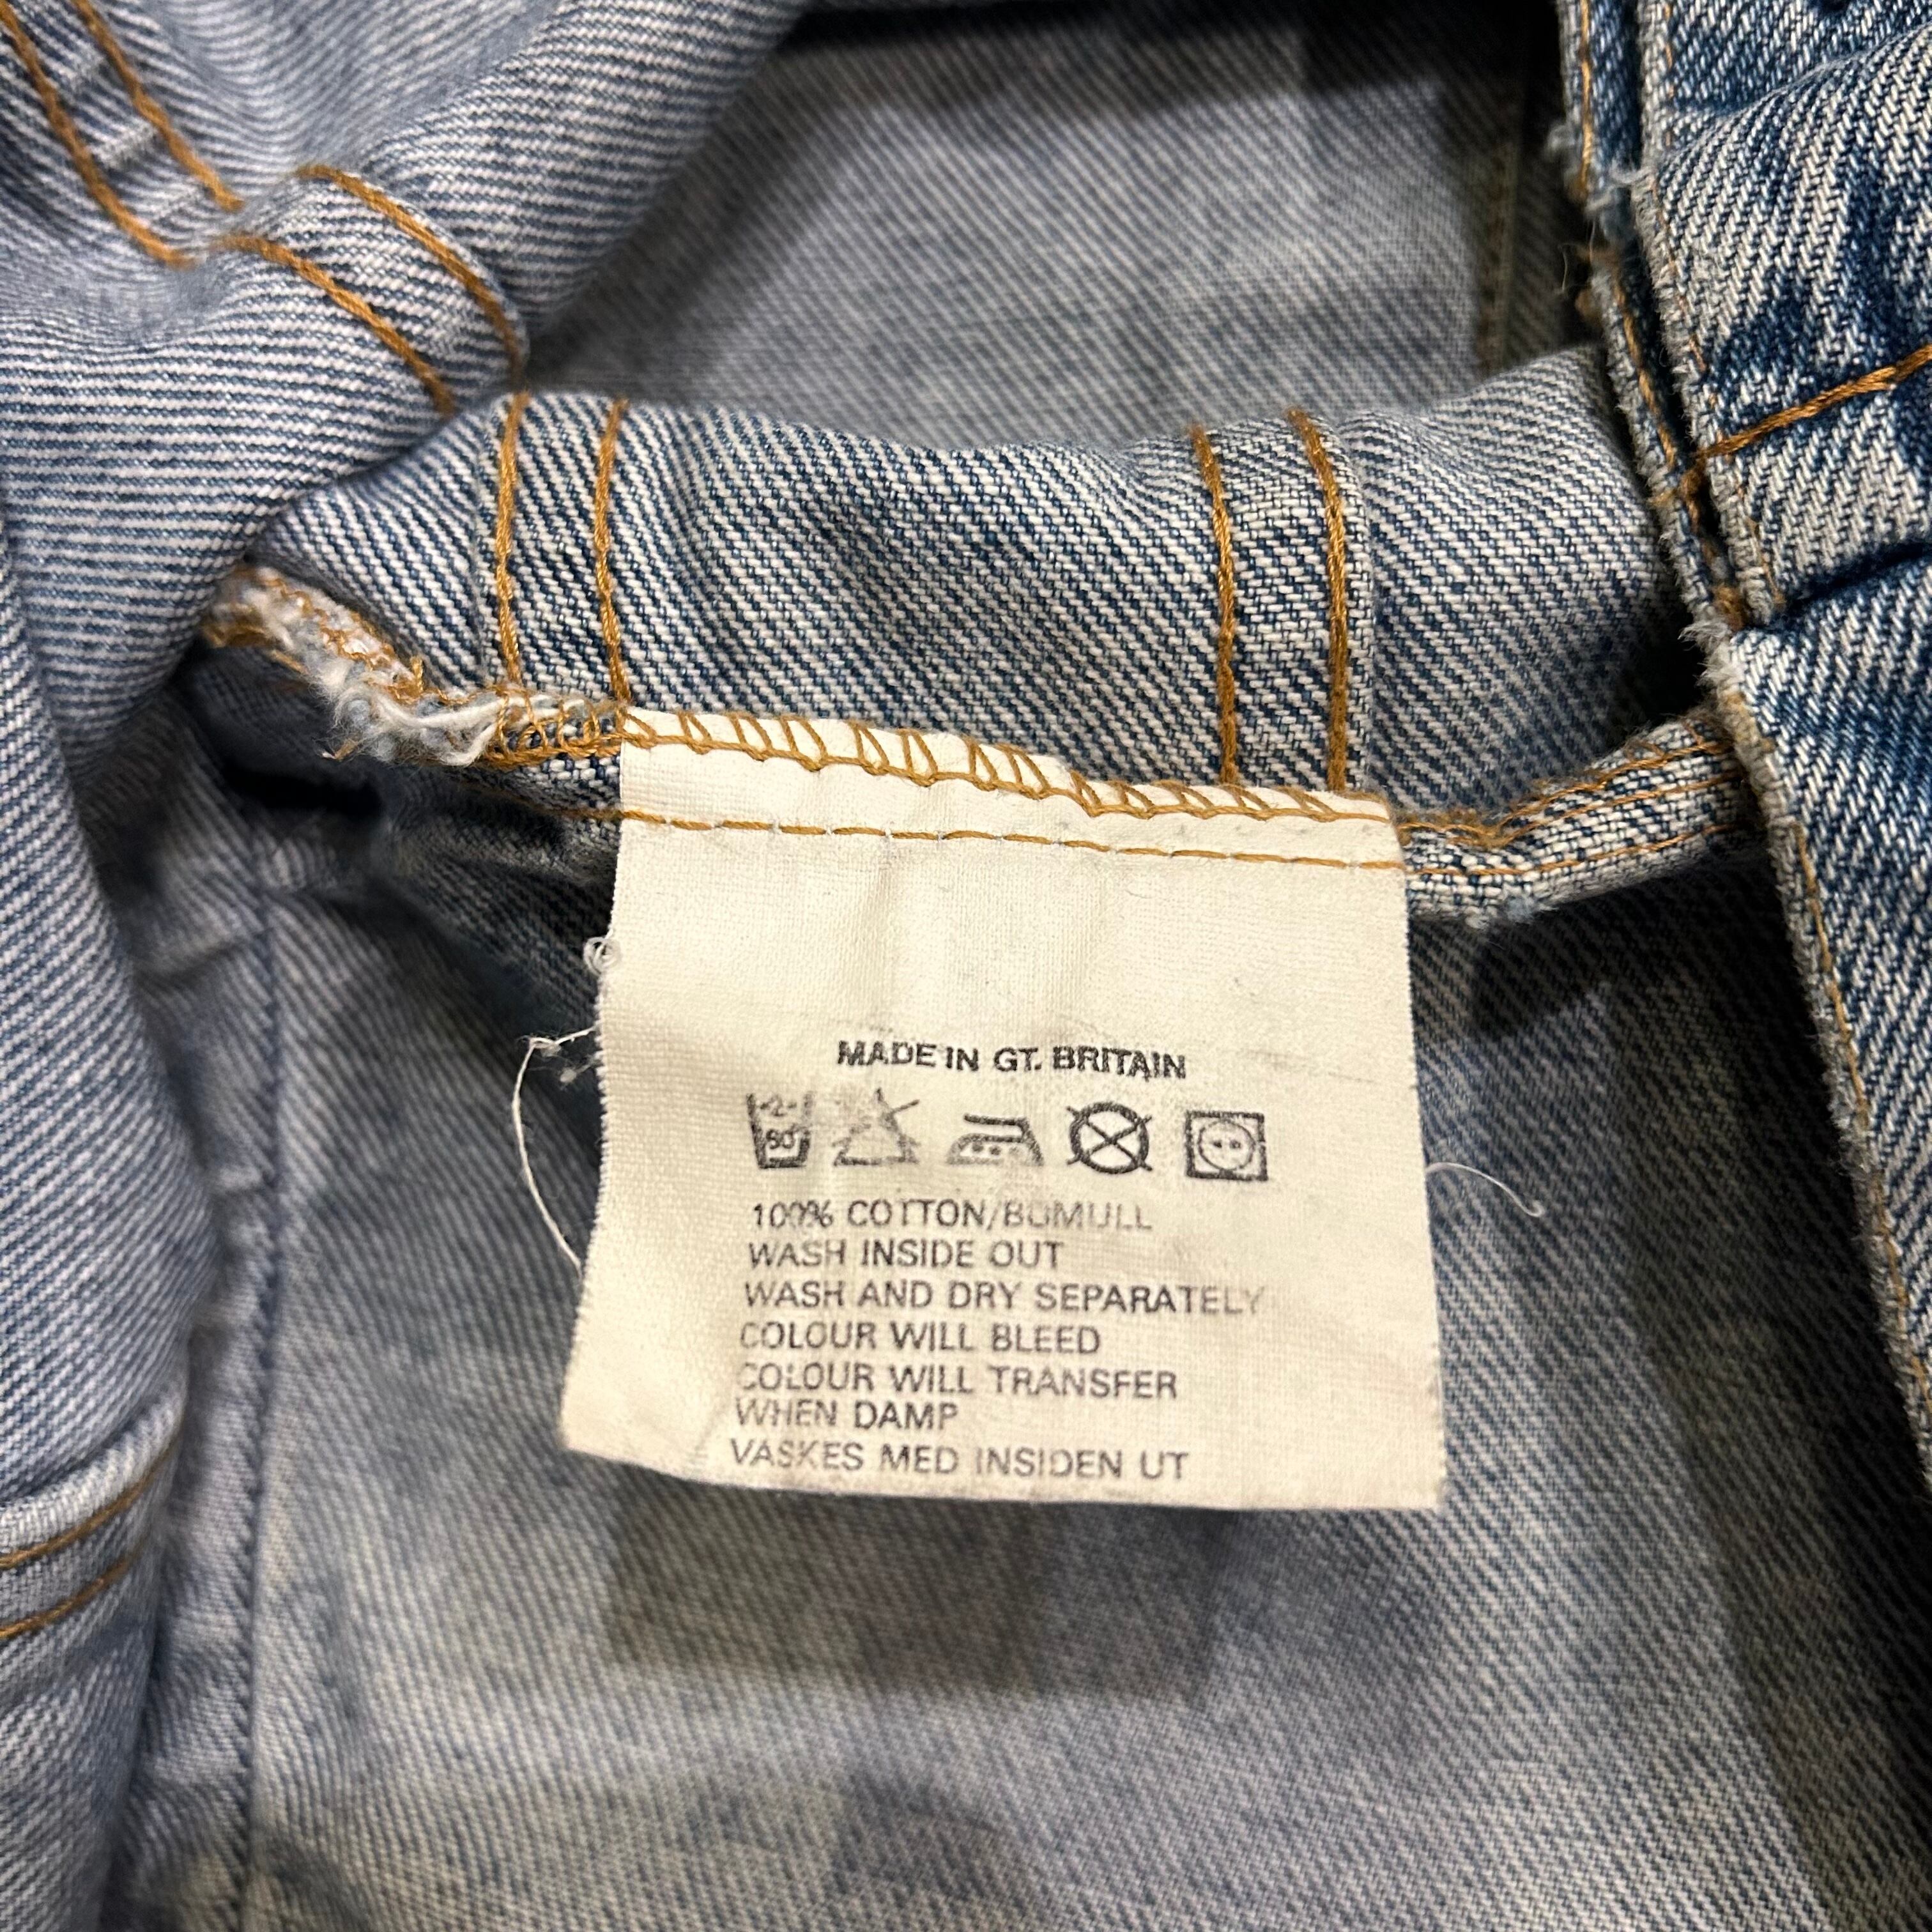 MADE IN GT. BRITAIN
60
100% COTTON/BOMULL
WASH INSIDE OUT
WASH AND DRY SEPARATELY
COLOUR WILL BLEED
COLOUR WILL TRANSFER
WHEN DAMP
VASKES MED INSIDEN UT